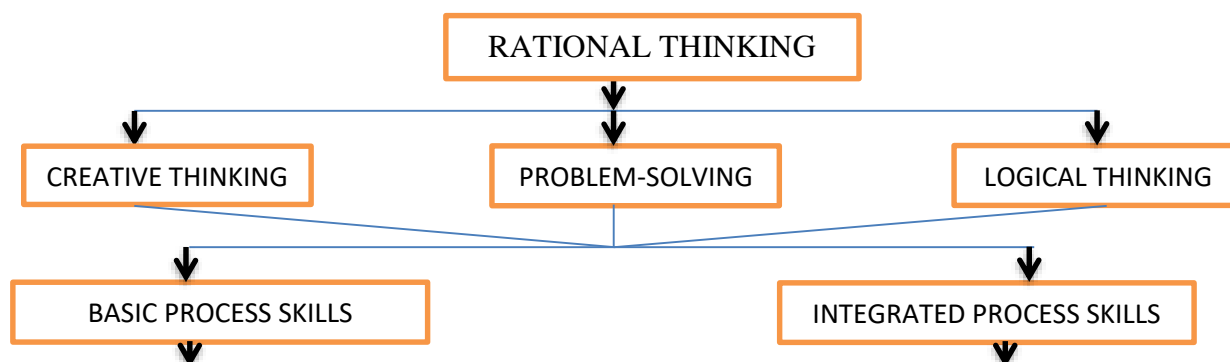 RATIONAL THINKING
CREATIVE THINKING
PROBLEM-SOLVING
LOGICAL THINKING
BASIC PROCESS SKILLS
INTEGRATED PROCESS SKILLS